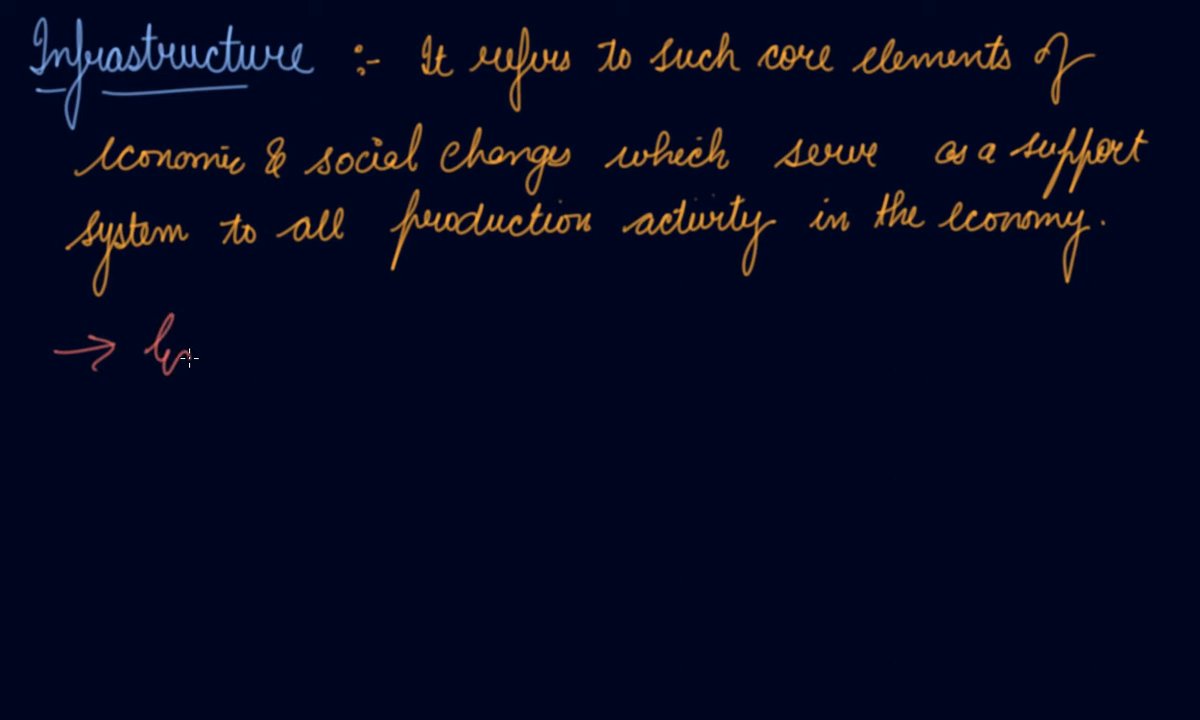 Infrastructure :- It refers to such core elements of
economic & social changes which serve as a support
system to all production activity in the economy.
→